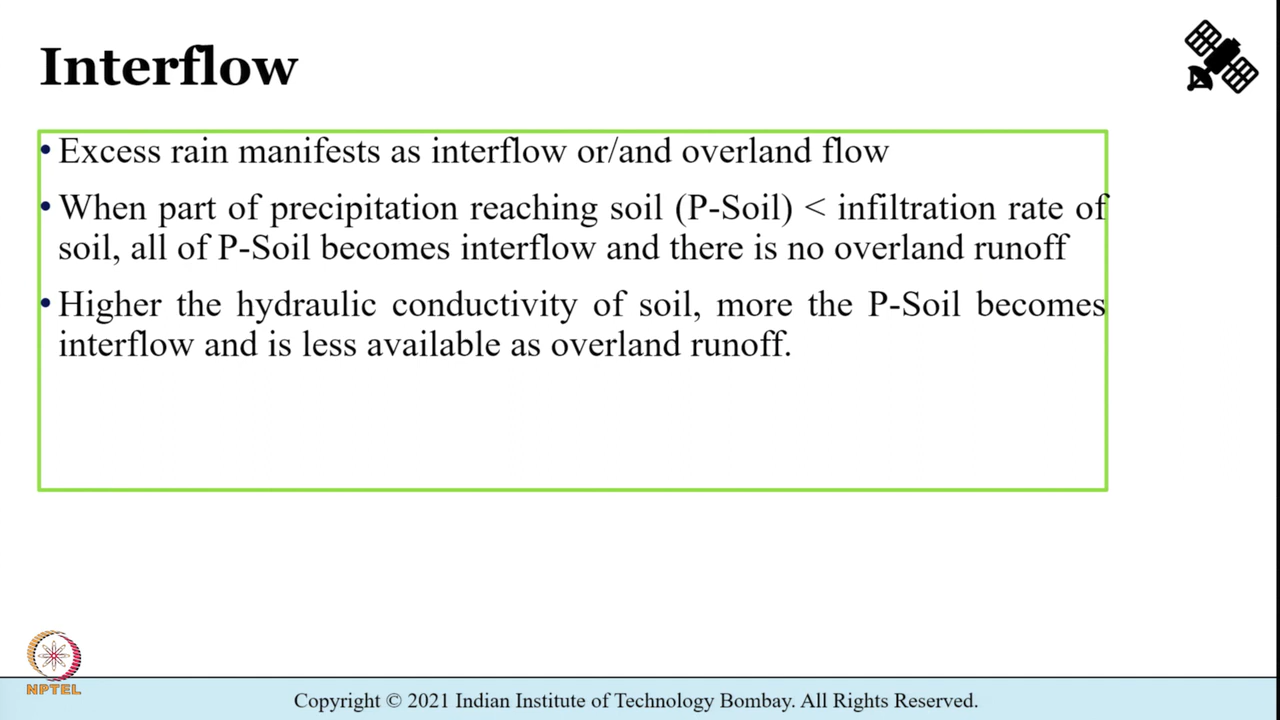 Interflow
• Excess rain manifests as interflow or/and overland flow
• When part of precipitation reaching soil (P-Soil) < infiltration rate of
soil, all of P-Soil becomes interflow and there is no overland runoff
• Higher the hydraulic conductivity of soil, more the P-Soil becomes
interflow and is less available as overland runoff.
NPTEL
Copyright © 2021 Indian Institute of Technology Bombay. All Rights Reserved.